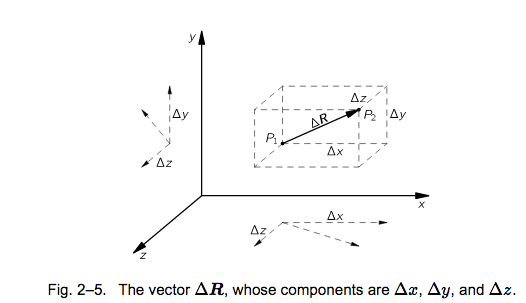 y
Δz
Δy
ΔR
P₂
Δy
P₁
Δx
Δz
x
Δx
Δz
z
Fig. 2–5. The vector ΔR, whose components are Δx, Δy, and Δz.